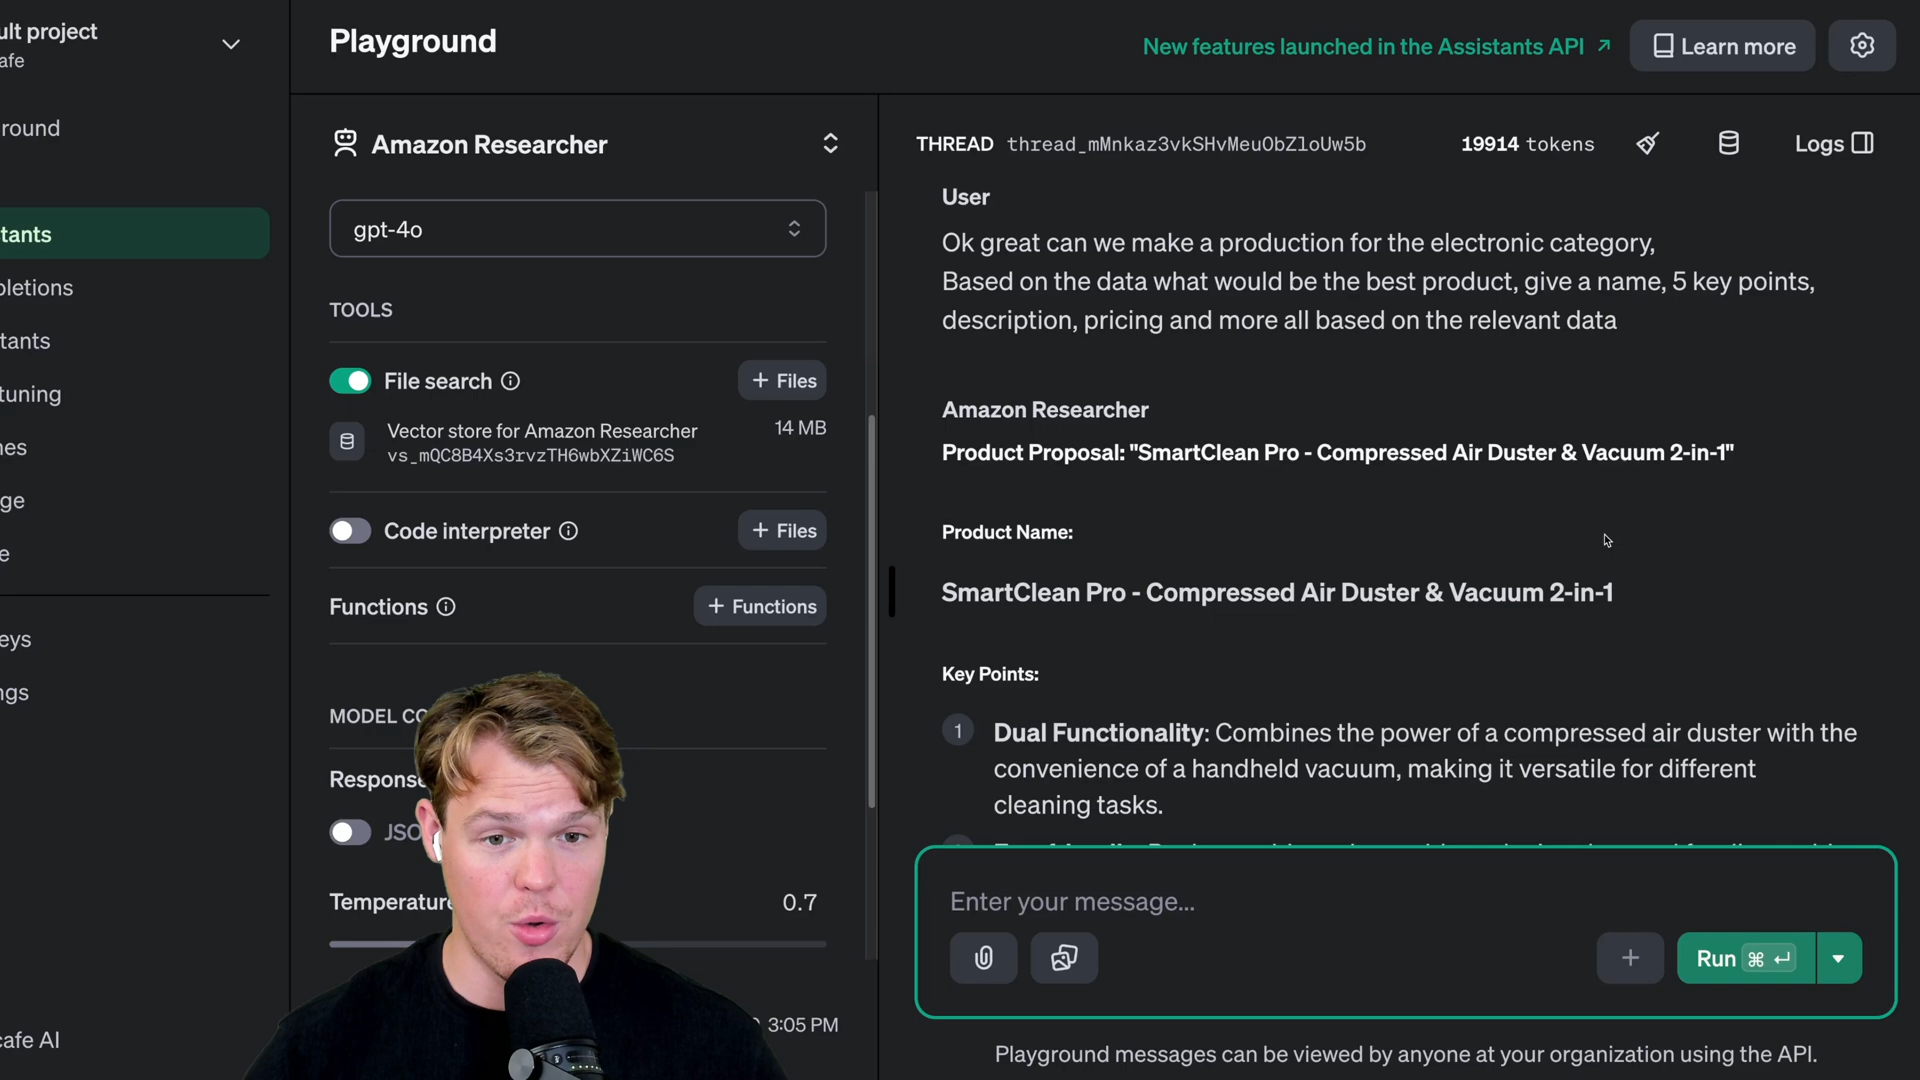 ult project
afe
Playground
New features launched in the Assistants API
Learn more
round
tants
letions
tants
tuning
nes
ge
e
eys
ngs
cafe AI
Amazon Researcher
gpt-4o
TOOLS
File search
+ Files
Vector store for Amazon Researcher
14 MB
vs_mQC8B4Xs3rvzTH6wbXZiWC6S
Code interpreter
+ Files
Functions
+ Functions
MODEL CO
Response
JSO
Temperature
0.7
3:05 PM
THREAD thread_mMnkaz3vkSHvMeuObZloUw5b
19914 tokens
Logs
User
Ok great can we make a production for the electronic category,
Based on the data what would be the best product, give a name, 5 key points,
description, pricing and more all based on the relevant data
Amazon Researcher
Product Proposal: "SmartClean Pro - Compressed Air Duster & Vacuum 2-in-1"
Product Name:
SmartClean Pro - Compressed Air Duster & Vacuum 2-in-1
Key Points:
1 Dual Functionality: Combines the power of a compressed air duster with the
convenience of a handheld vacuum, making it versatile for different
cleaning tasks.
Enter your message...
+
Run ⌘ ↵
Playground messages can be viewed by anyone at your organization using the API.